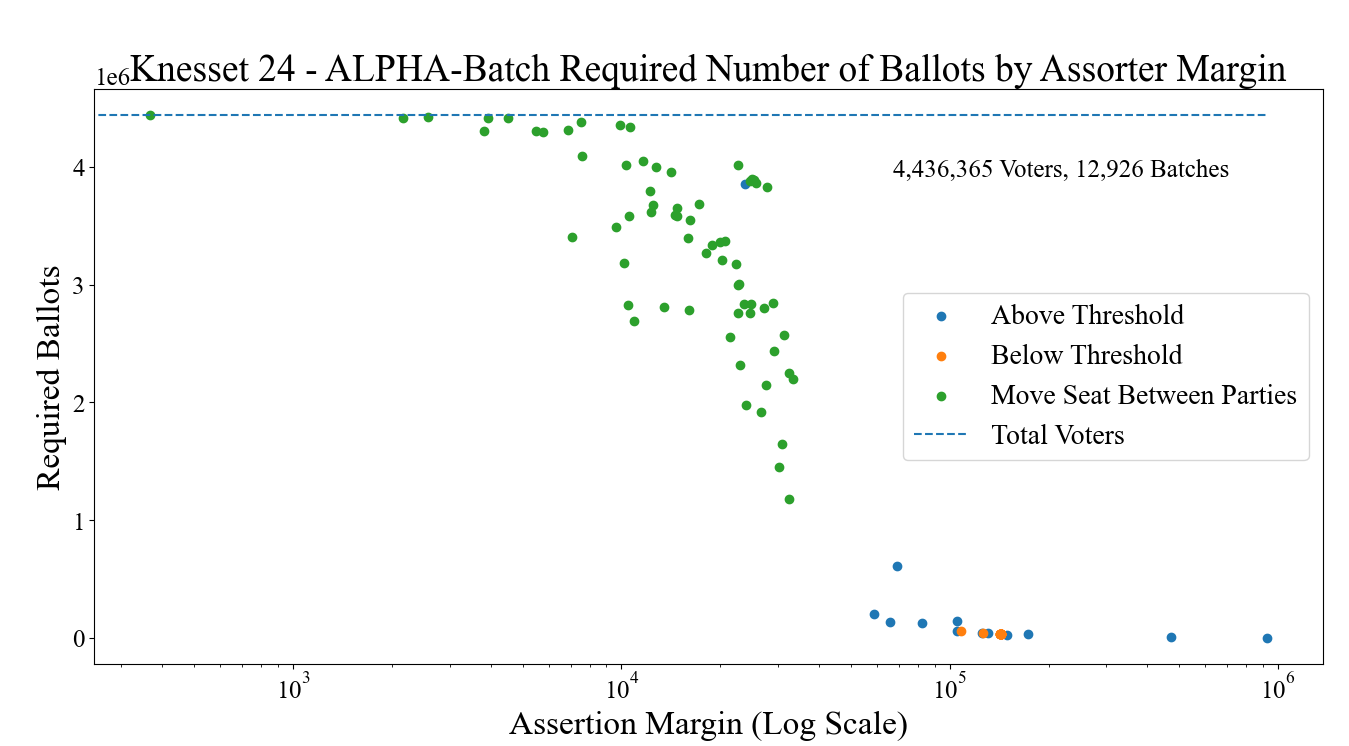 Knesset 24 - ALPHA-Batch Required Number of Ballots by Assorter Margin
1e6
4,436,365 Voters, 12,926 Batches
4
3
2
1
0
Required Ballots
Above Threshold
Below Threshold
Move Seat Between Parties
Total Voters
10³ 10⁴ 10⁵ 10⁶
Assertion Margin (Log Scale)